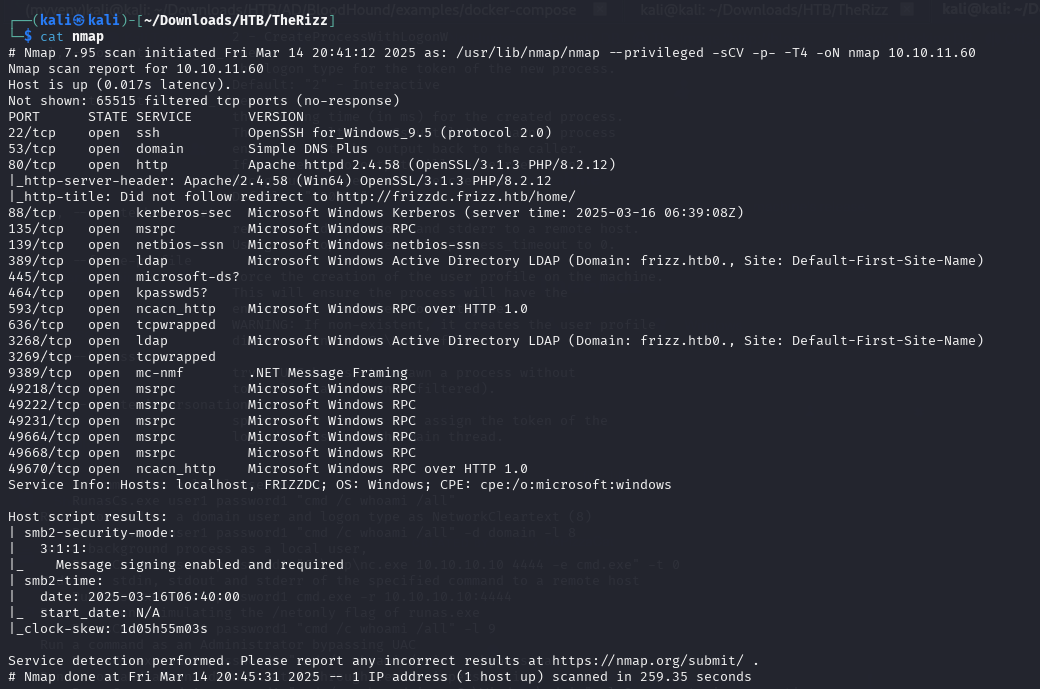 ┌──(kali㉿kali)-[~/Downloads/HTB/TheRizz]
└─$ cat nmap
# Nmap 7.95 scan initiated Fri Mar 14 20:41:12 2025 as: /usr/lib/nmap/nmap --privileged -sCV -p- -T4 -oN nmap 10.10.11.60
Nmap scan report for 10.10.11.60
Host is up (0.017s latency).
Not shown: 65515 filtered tcp ports (no-response)
PORT      STATE SERVICE       VERSION
22/tcp    open  ssh           OpenSSH for_Windows_9.5 (protocol 2.0)
53/tcp    open  domain        Simple DNS Plus
80/tcp    open  http          Apache httpd 2.4.58 (OpenSSL/3.1.3 PHP/8.2.12)
|_http-server-header: Apache/2.4.58 (Win64) OpenSSL/3.1.3 PHP/8.2.12
|_http-title: Did not follow redirect to http://frizzdc.frizz.htb/home/
88/tcp    open  kerberos-sec  Microsoft Windows Kerberos (server time: 2025-03-16 06:39:08Z)
135/tcp   open  msrpc         Microsoft Windows RPC
139/tcp   open  netbios-ssn   Microsoft Windows netbios-ssn
389/tcp   open  ldap          Microsoft Windows Active Directory LDAP (Domain: frizz.htb0., Site: Default-First-Site-Name)
445/tcp   open  microsoft-ds?
464/tcp   open  kpasswd5?
593/tcp   open  ncacn_http    Microsoft Windows RPC over HTTP 1.0
636/tcp   open  tcpwrapped
3268/tcp  open  ldap          Microsoft Windows Active Directory LDAP (Domain: frizz.htb0., Site: Default-First-Site-Name)
3269/tcp  open  tcpwrapped
9389/tcp  open  mc-nmf        .NET Message Framing
49218/tcp open  msrpc         Microsoft Windows RPC
49222/tcp open  msrpc         Microsoft Windows RPC
49231/tcp open  msrpc         Microsoft Windows RPC
49664/tcp open  msrpc         Microsoft Windows RPC
49668/tcp open  msrpc         Microsoft Windows RPC
49670/tcp open  ncacn_http    Microsoft Windows RPC over HTTP 1.0
Service Info: Hosts: localhost, FRIZZDC; OS: Windows; CPE: cpe:/o:microsoft:windows

Host script results:
| smb2-security-mode:
|   3:1:1:
|_    Message signing enabled and required
| smb2-time:
|   date: 2025-03-16T06:40:00
|_  start_date: N/A
|_clock-skew: 1d05h55m03s

Service detection performed. Please report any incorrect results at https://nmap.org/submit/ .
# Nmap done at Fri Mar 14 20:45:31 2025 -- 1 IP address (1 host up) scanned in 259.35 seconds